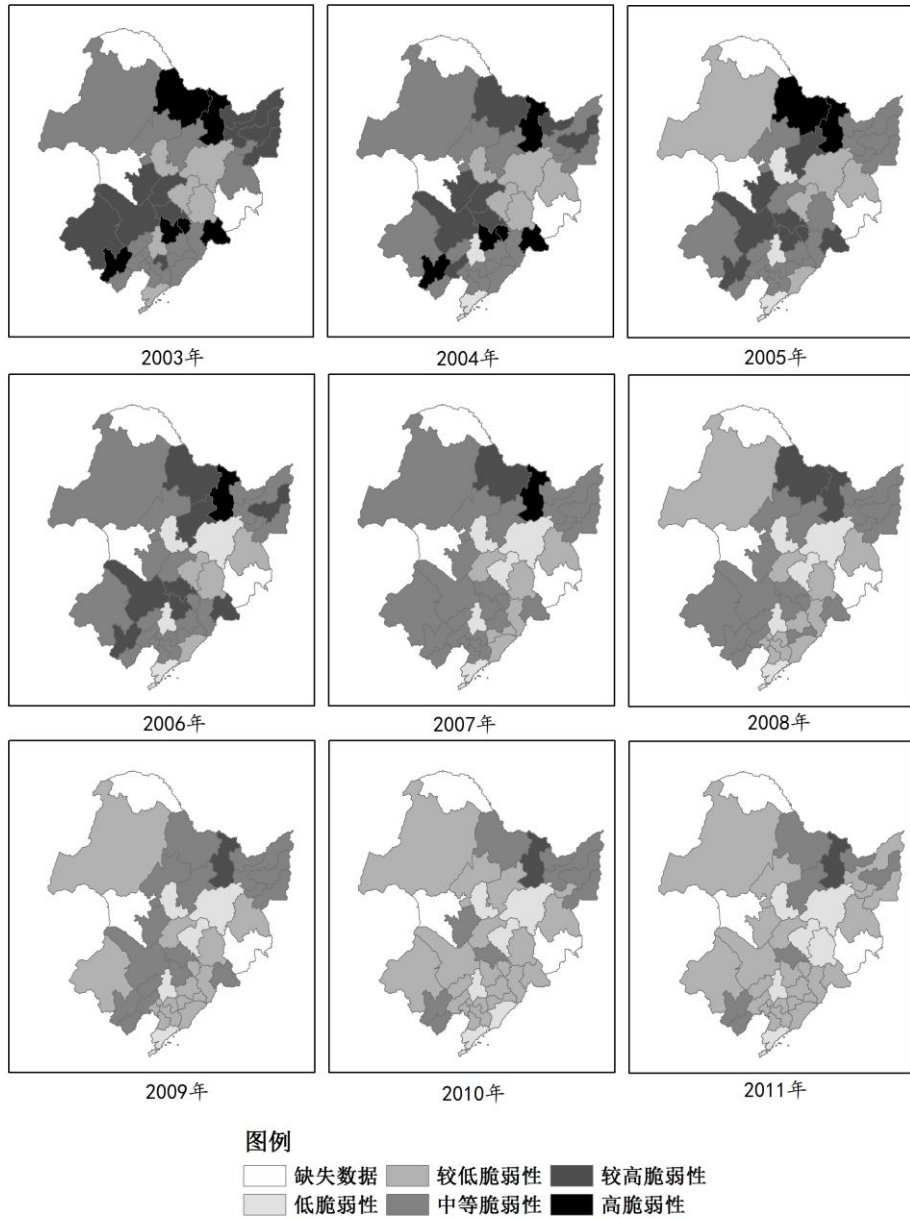 2003年
2004年
2005年
2006年
2007年
2008年
2009年
2010年
2011年
图例
缺失数据
较低脆弱性
较高脆弱性
低脆弱性
中等脆弱性
高脆弱性